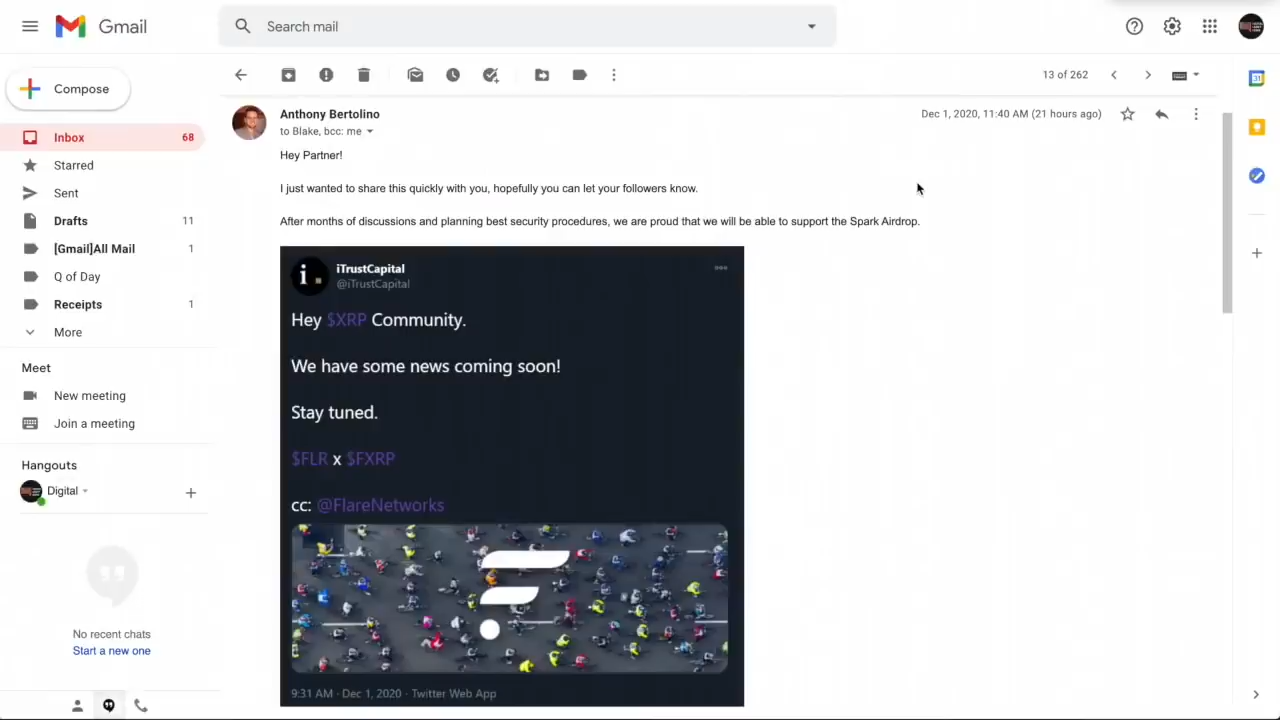 Gmail
Search mail
Compose
13 of 262
Inbox 68
Starred
Sent
Drafts 11
[Gmail]All Mail 1
Q of Day
Receipts 1
More
Meet
New meeting
Join a meeting
Hangouts
Digital
No recent chats
Start a new one
Anthony Bertolino
Dec 1, 2020, 11:40 AM (21 hours ago)
to Blake, bcc: me
Hey Partner!
I just wanted to share this quickly with you, hopefully you can let your followers know.
After months of discussions and planning best security procedures, we are proud that we will be able to support the Spark Airdrop.
i.
iTrustCapital
@iTrustCapital
Hey $XRP Community.
We have some news coming soon!
Stay tuned.
$FLR x $FXRP
cc: @FlareNetworks
9:31 AM · Dec 1, 2020 · Twitter Web App
31